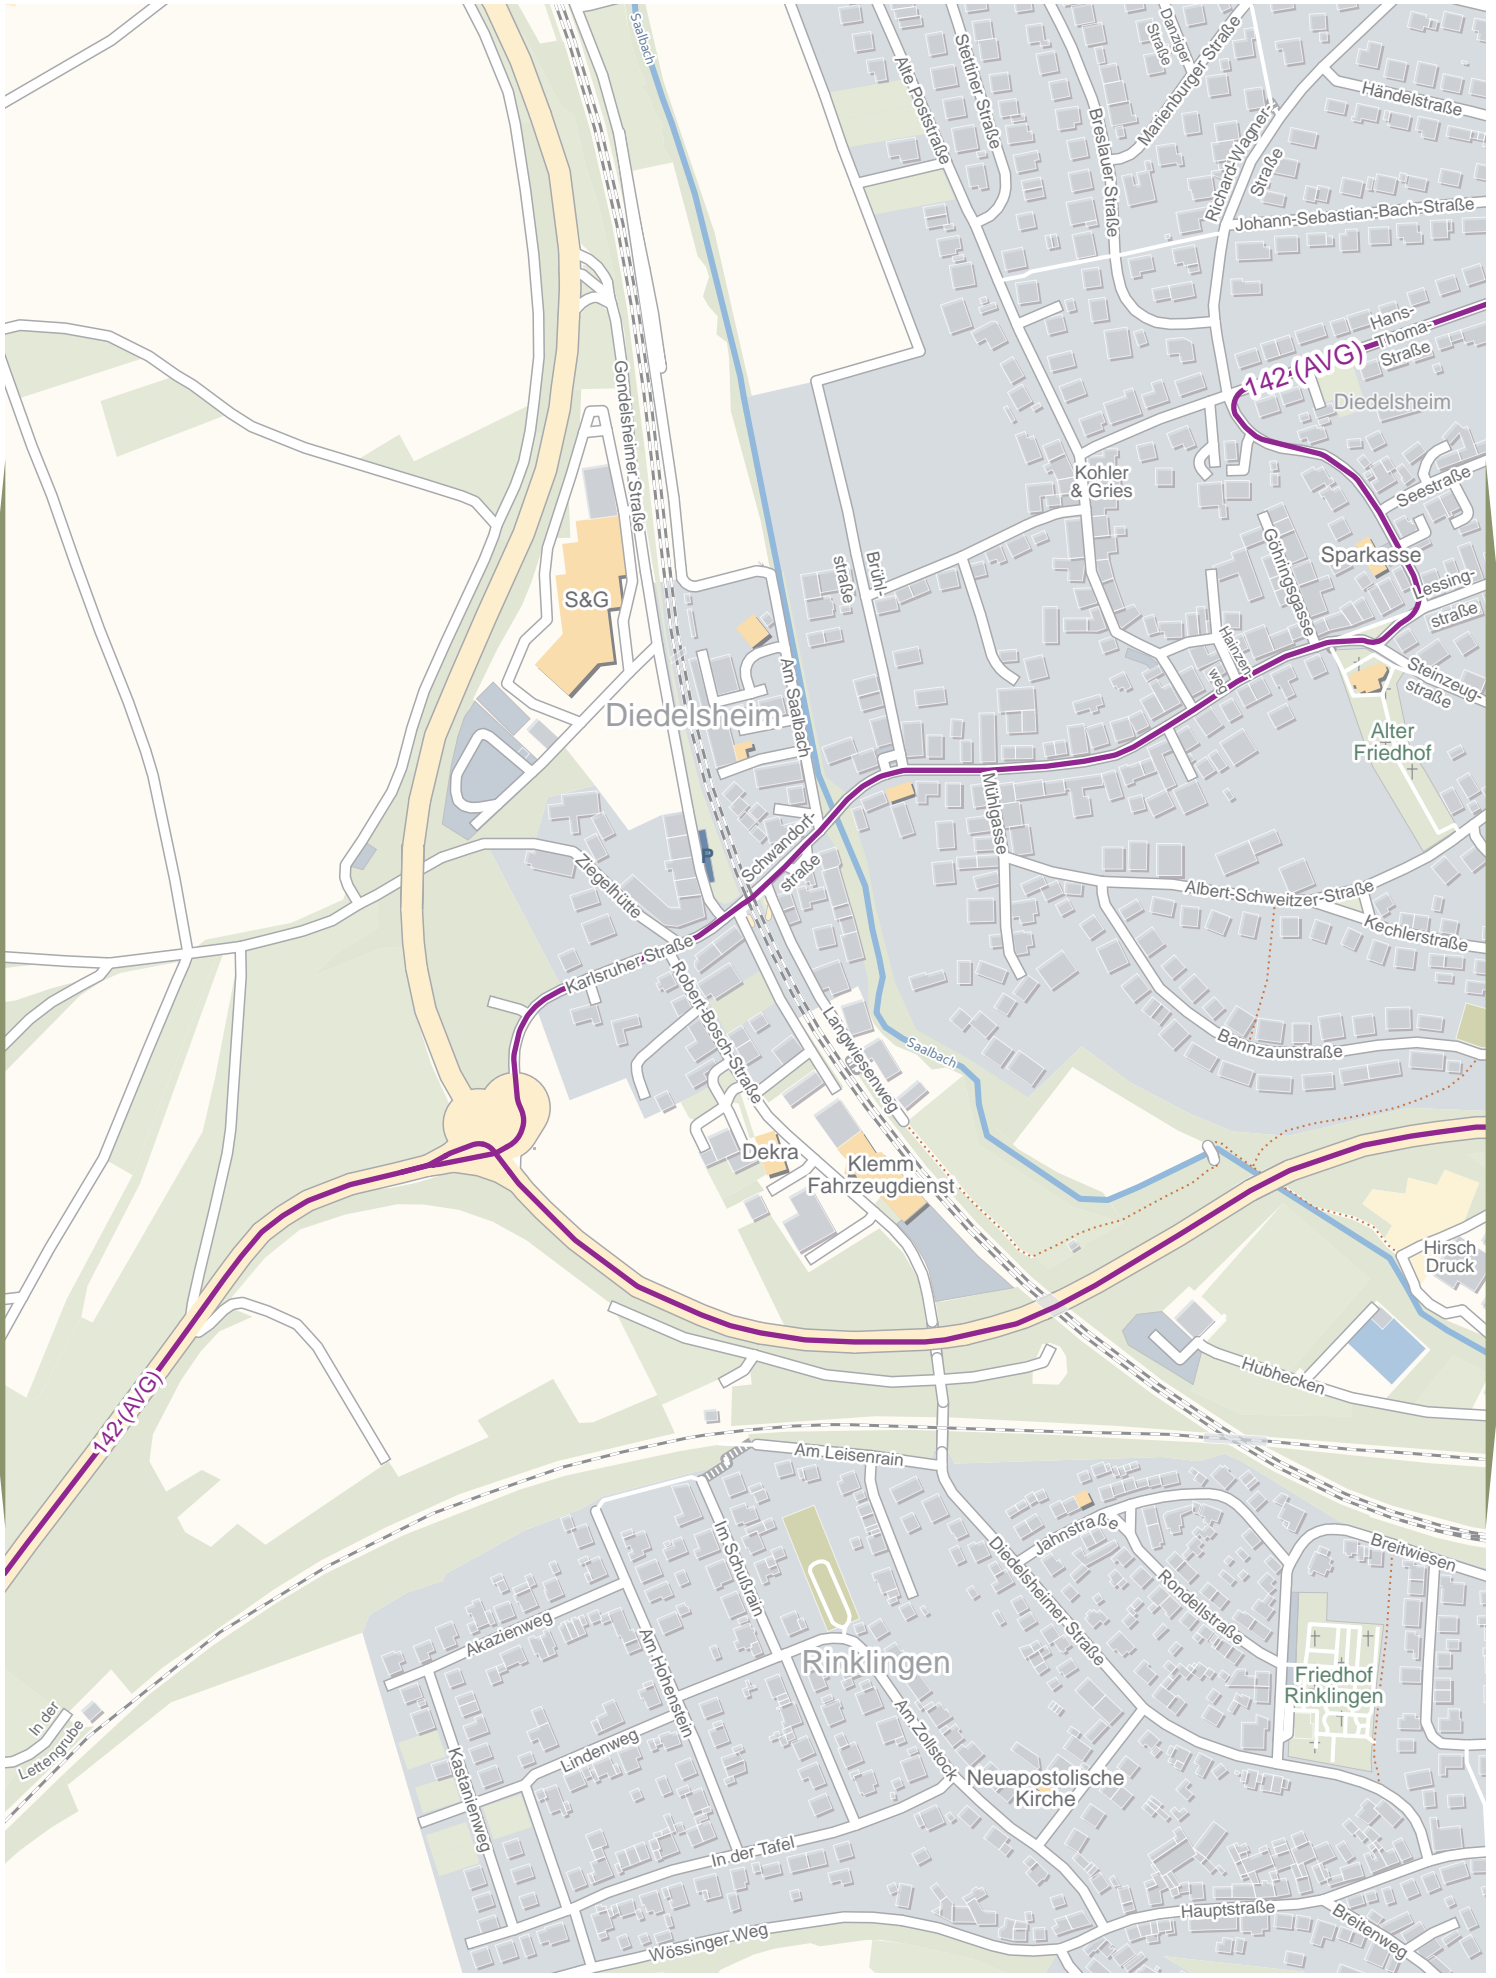 Saalbach
Alte Poststraße
Stettiner Straße
Danziger
Straße
Marienburger Straße
Breslauer Straße
Richard-Wagner-
Straße
Händelstraße
Johann-Sebastian-Bach-Straße
Hans-
Thoma-
Straße
142 (AVG)
Diedelsheim
Gondelsheimer Straße
Kohler
& Gries
Seestraße
Sparkasse
Göhringsgasse
Lessing-
straße
Brühl-
straße
S&G
Hainzen-
weg
Steinzeug-
straße
Am Saalbach
Diedelsheim
Alter
Friedhof
Mühlgasse
Schwandorf-
straße
P
Ziegelhütte
Albert-Schweitzer-Straße
Kechlerstraße
Karlsruher Straße
Robert-Bosch-Straße
Langwiesenweg
Saalbach
Bannzaunstraße
Dekra
Klemm
Fahrzeugdienst
Hirsch
Druck
Hubhecken
142 (AVG)
Am Leisenrain
Im Schußrain
Jahnstraße
Breitwiesen
Rondellstraße
Diedelsheimer Straße
Akazienweg
Am Hohenstein
Rinklingen
Friedhof
Rinklingen
In der
Lettengrube
Lindenweg
Am Zollstock
Kastanienweg
Neuapostolische
Kirche
In der Tafel
Hauptstraße
Breitenweg
Wössinger Weg